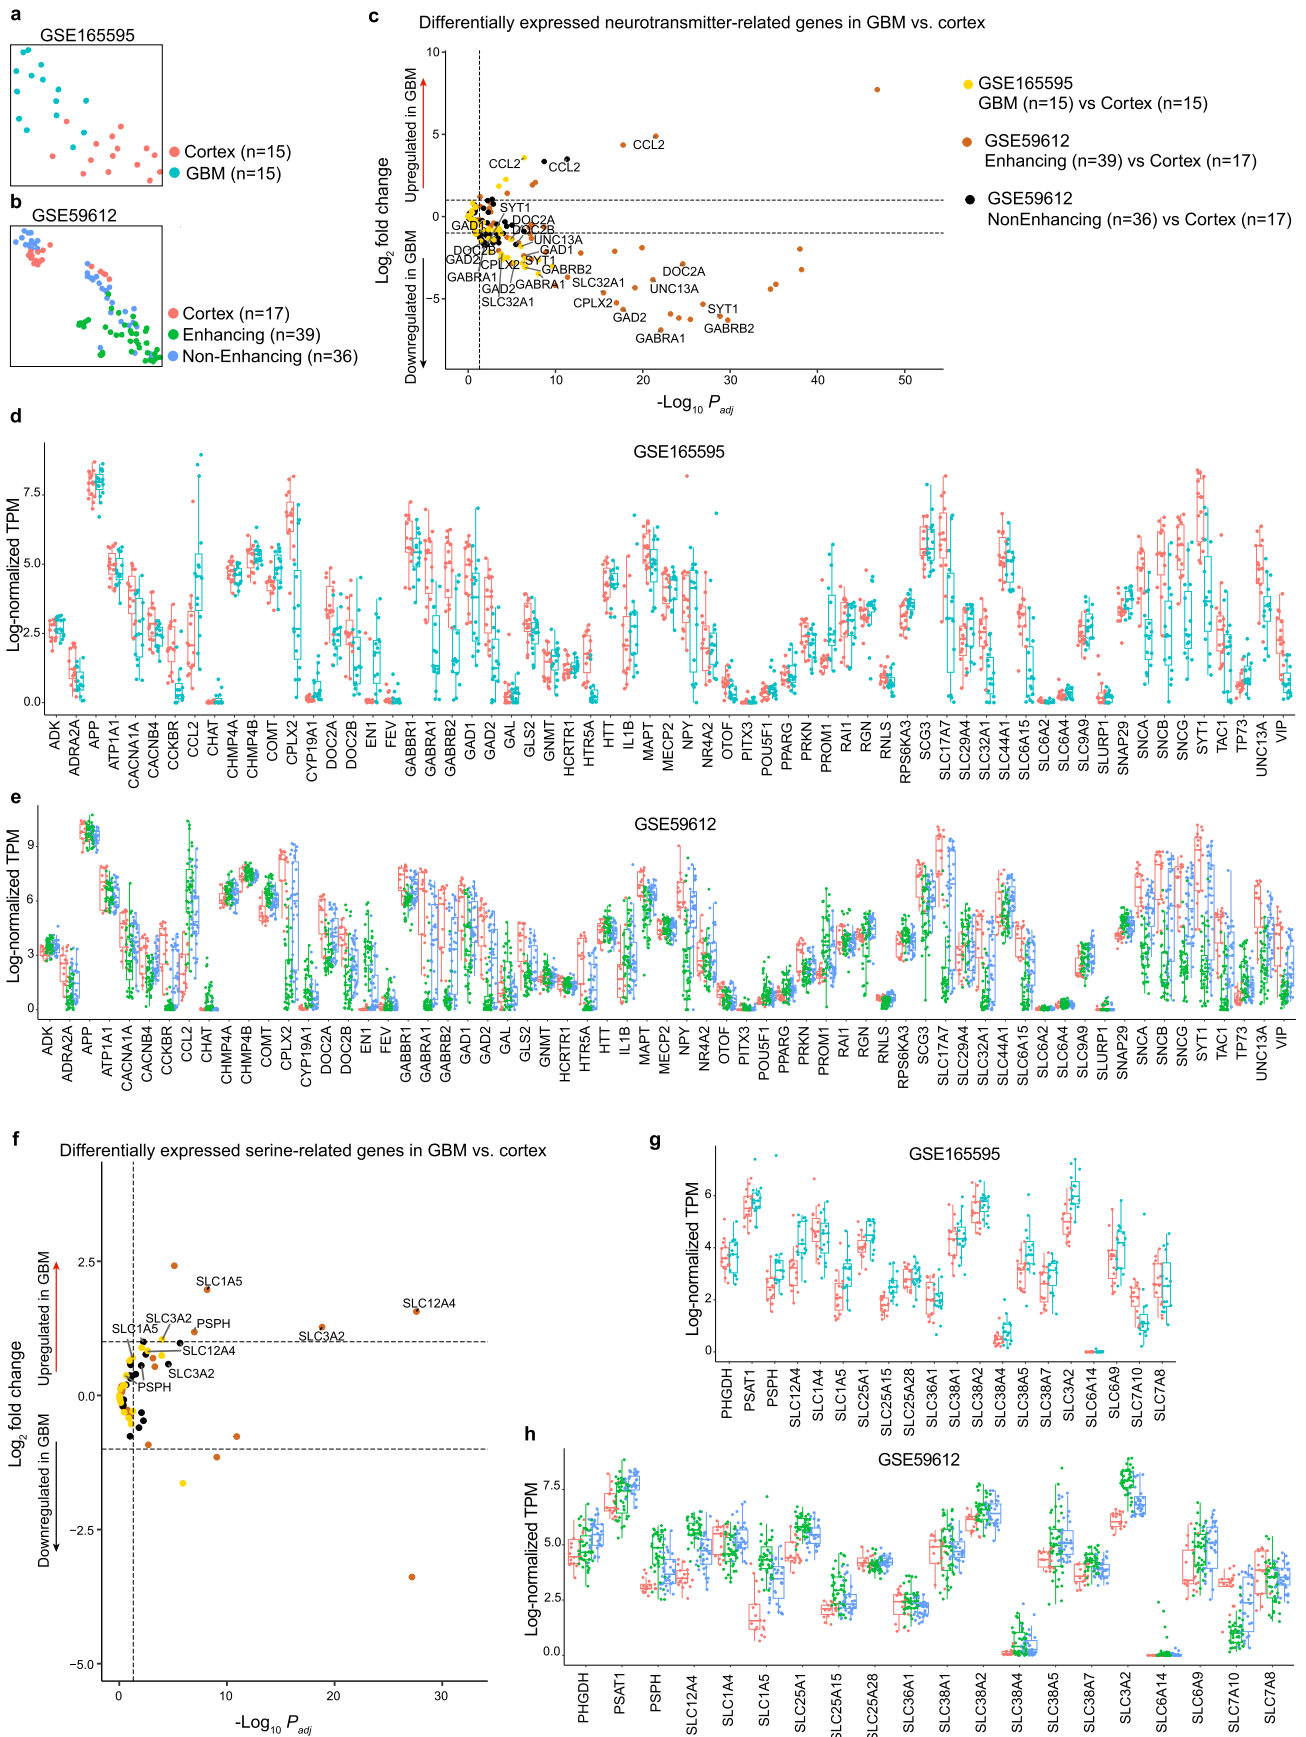 a
GSE165595
Cortex (n=15)
GBM (n=15)
b
GSE59612
Cortex (n=17)
Enhancing (n=39)
Non-Enhancing (n=36)
c
Differentially expressed neurotransmitter-related genes in GBM vs. cortex
Upregulated in GBM
Downregulated in GBM
Log2 fold change
10
5
0
−5
CCL2
CCL2
CCL2
SYT1
GAD1
DOC2A
DOC2B
UNC13A
DOC2B
GAD1
GAD2
CPLX2
SYT1
GABRB2
GABRA1
GABRA1
SLC32A1
GAD2
SLC32A1
DOC2A
UNC13A
CPLX2
GAD2
SYT1
GABRB2
GABRA1
0
10
20
30
40
50
-Log10 Padj
GSE165595
GBM (n=15) vs Cortex (n=15)
GSE59612
Enhancing (n=39) vs Cortex (n=17)
GSE59612
NonEnhancing (n=36) vs Cortex (n=17)
d
GSE165595
Log-normalized TPM
7.5
5.0
2.5
0.0
ADK
ADRA2A
APP
ATP1A1
CACNA1A
CACNB4
CCKBR
CCL2
CHAT
CHMP4A
CHMP4B
COMT
CPLX2
CYP19A1
DOC2A
DOC2B
EN1
FEV
GABBR1
GABRA1
GABRB2
GAD1
GAD2
GAL
GLS2
GNMT
HCRTR1
HTR5A
HTT
IL1B
MAPT
MECP2
NPY
NR4A2
OTOF
PITX3
POU5F1
PPARG
PRKN
PROM1
RAI1
RGN
RNLS
RPS6KA3
SCG3
SLC17A7
SLC29A4
SLC32A1
SLC44A1
SLC6A15
SLC6A2
SLC6A4
SLC9A9
SLURP1
SNAP29
SNCA
SNCB
SNCG
SYT1
TAC1
TP73
UNC13A
VIP
e
GSE59612
Log-normalized TPM
9
6
3
0
ADK
ADRA2A
APP
ATP1A1
CACNA1A
CACNB4
CCKBR
CCL2
CHAT
CHMP4A
CHMP4B
COMT
CPLX2
CYP19A1
DOC2A
DOC2B
EN1
FEV
GABBR1
GABRA1
GABRB2
GAD1
GAD2
GAL
GLS2
GNMT
HCRTR1
HTR5A
HTT
IL1B
MAPT
MECP2
NPY
NR4A2
OTOF
PITX3
POU5F1
PPARG
PRKN
PROM1
RAI1
RGN
RNLS
RPS6KA3
SCG3
SLC17A7
SLC29A4
SLC32A1
SLC44A1
SLC6A15
SLC6A2
SLC6A4
SLC9A9
SLURP1
SNAP29
SNCA
SNCB
SNCG
SYT1
TAC1
TP73
UNC13A
VIP
f
Differentially expressed serine-related genes in GBM vs. cortex
Upregulated in GBM
Downregulated in GBM
Log2 fold change
2.5
0.0
−2.5
−5.0
SLC1A5
SLC12A4
SLC3A2
PSPH
SLC1A5
SLC3A2
SLC12A4
SLC3A2
PSPH
0
10
20
30
-Log10 Padj
g
GSE165595
Log-normalized TPM
6
4
2
0
PHGDH
PSAT1
PSPH
SLC12A4
SLC1A4
SLC1A5
SLC25A1
SLC25A15
SLC25A28
SLC36A1
SLC38A1
SLC38A2
SLC38A4
SLC38A5
SLC38A7
SLC3A2
SLC6A14
SLC6A9
SLC7A10
SLC7A8
h
GSE59612
Log-normalized TPM
7.5
5.0
2.5
0.0
PHGDH
PSAT1
PSPH
SLC12A4
SLC1A4
SLC1A5
SLC25A1
SLC25A15
SLC25A28
SLC36A1
SLC38A1
SLC38A2
SLC38A4
SLC38A5
SLC38A7
SLC3A2
SLC6A14
SLC6A9
SLC7A10
SLC7A8